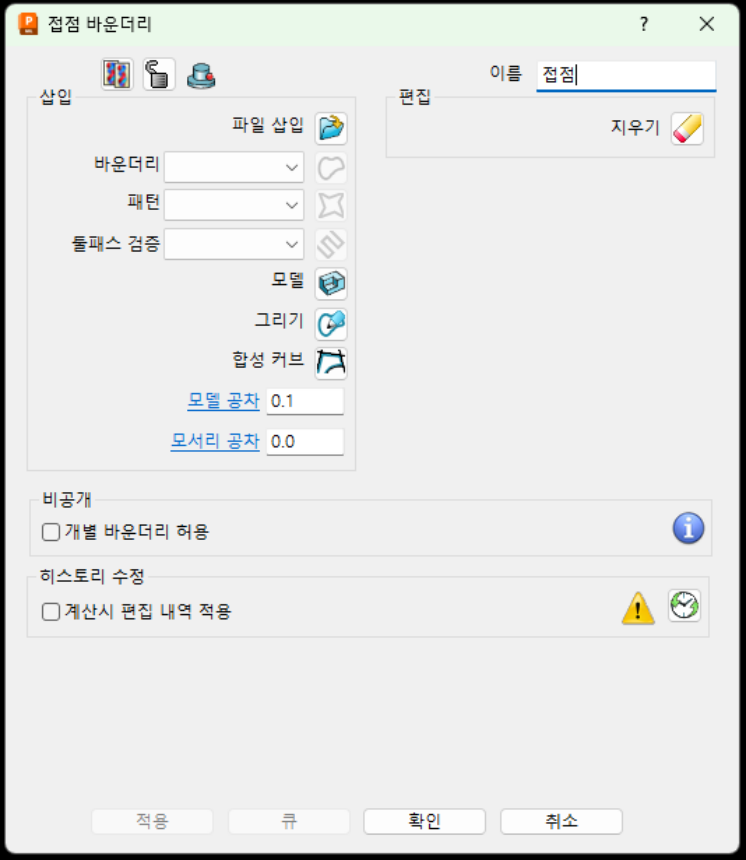 접점 바운더리
?
이름 접점
삽입
편집
파일 삽입
지우기
바운더리
패턴
툴패스 검증
모델
그리기
합성 커브
모델 공차 0.1
모서리 공차 0.0
비공개
개별 바운더리 허용
히스토리 수정
계산시 편집 내역 적용
적용 큐 확인 취소